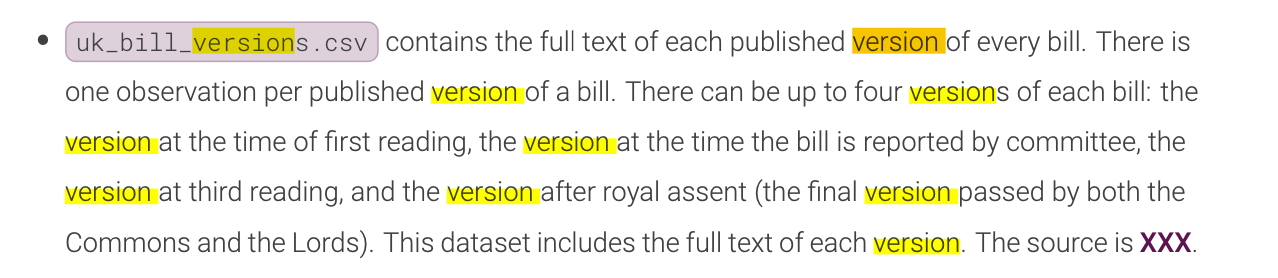 • uk_bill_versions.csv contains the full text of each published version of every bill. There is
one observation per published version of a bill. There can be up to four versions of each bill: the
version at the time of first reading, the version at the time the bill is reported by committee, the
version at third reading, and the version after royal assent (the final version passed by both the
Commons and the Lords). This dataset includes the full text of each version. The source is XXX.